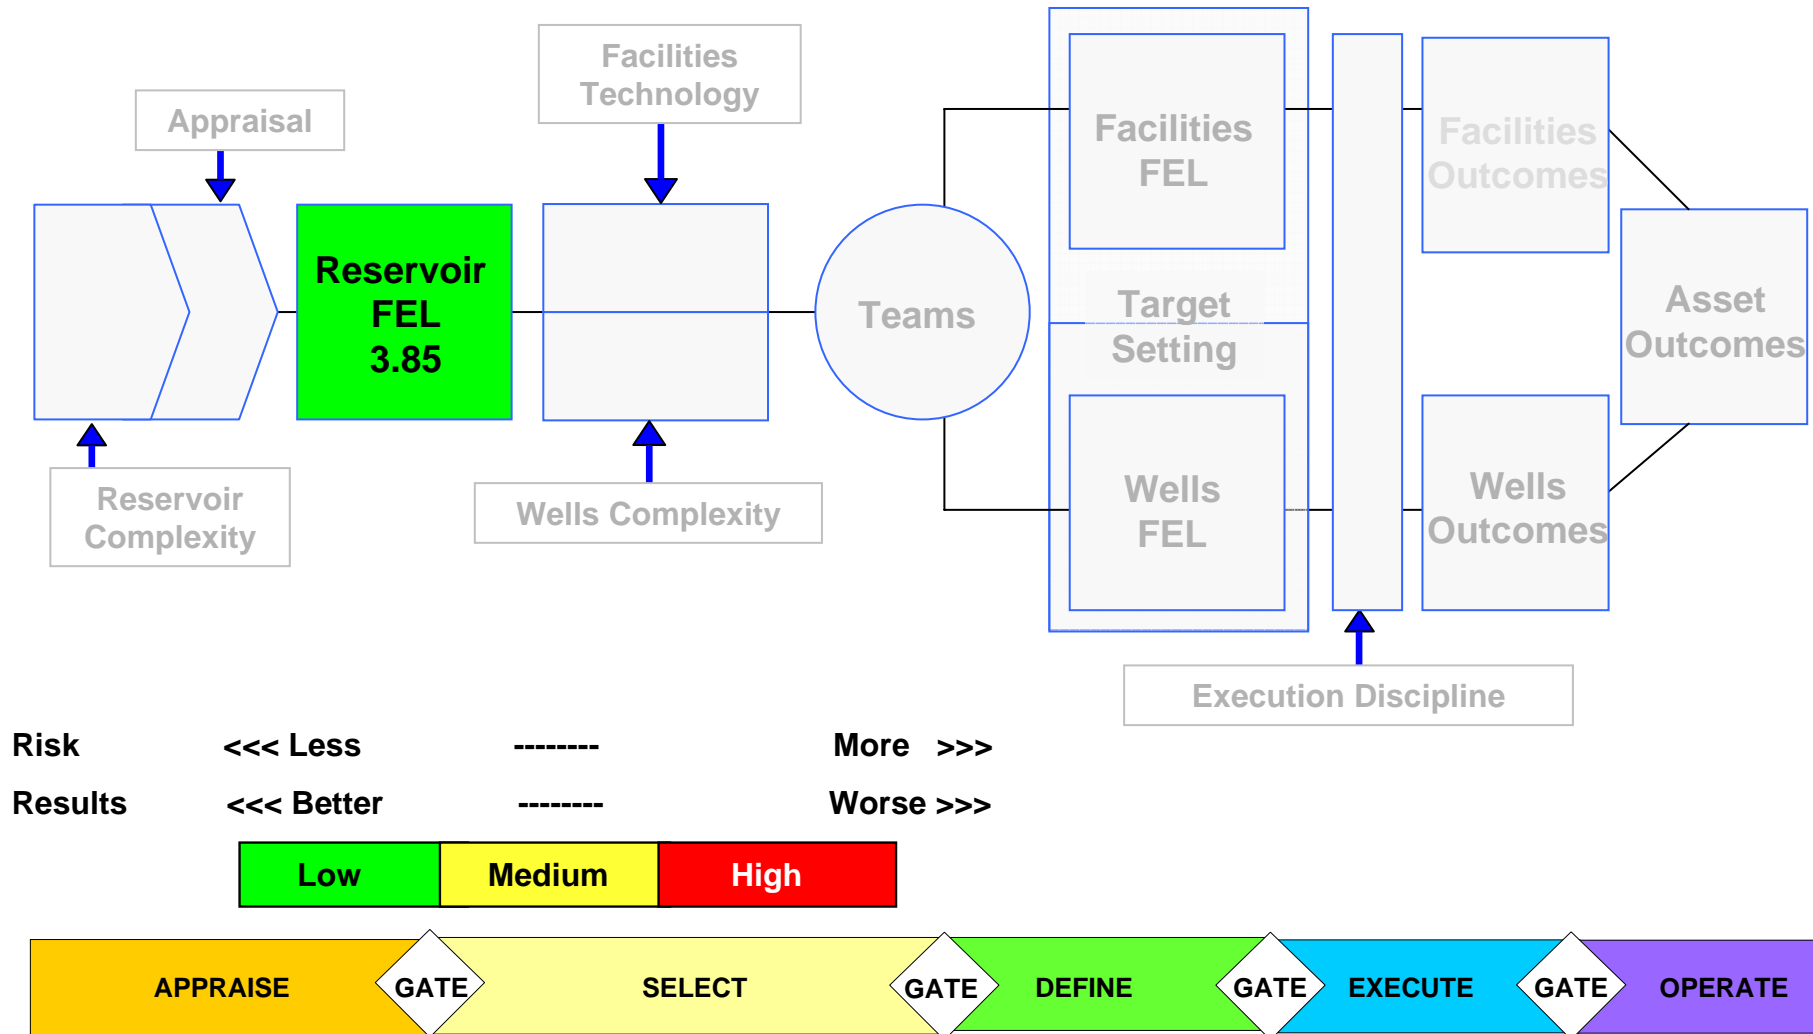 Facilities
Technology
Appraisal
Facilities
FEL
Facilities
Outcomes
Reservoir
FEL
3.85
Teams
Target
Setting
Asset
Outcomes
Reservoir
Complexity
Wells Complexity
Wells
FEL
Wells
Outcomes
Execution Discipline
Risk <<< Less -------- More >>>
Results <<< Better -------- Worse >>>
Low Medium High
APPRAISE GATE SELECT GATE DEFINE GATE EXECUTE GATE OPERATE